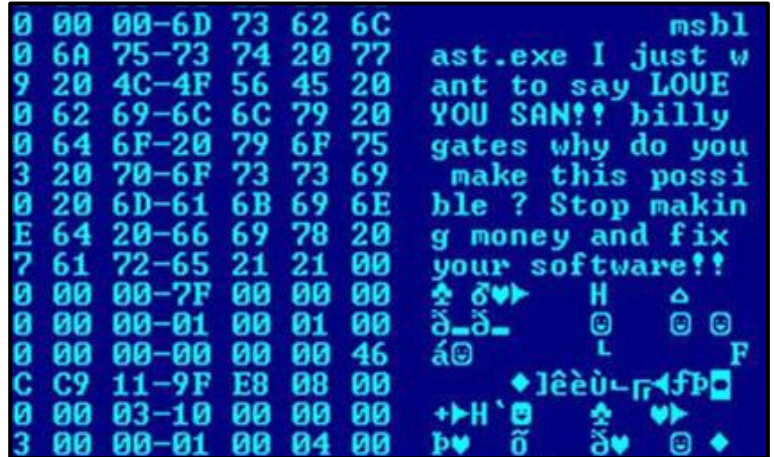 0 00 00-6D 73 62 6C msbl
0 6A 75-73 74 20 77 ast.exe I just w
9 20 4C-4F 56 45 20 ant to say LOVE
0 62 69-6C 6C 79 20 YOU SAN!! billy
0 64 6F-20 79 6F 75 gates why do you
3 20 70-6F 73 73 69 make this possi
0 20 6D-61 6B 69 6E ble ? Stop makin
E 64 20-66 69 78 20 g money and fix
7 61 72-65 21 21 00 your software!!
0 00 00-7F 00 00 00 ♣ ♂♥► H ⌂
0 00 00-01 00 01 00 ð_ð_ ☺ ☺ ☺
0 00 00-00 00 00 46 á☺ └ F
C C9 11-9F E8 08 00 ♦]êèù∟╓◄ƒÞ◘
0 00 03-10 00 00 00 +►H`☺ ♣ ♥►
3 00 00-01 00 04 00 Þ♥ õ ð♥ ☺ ♦